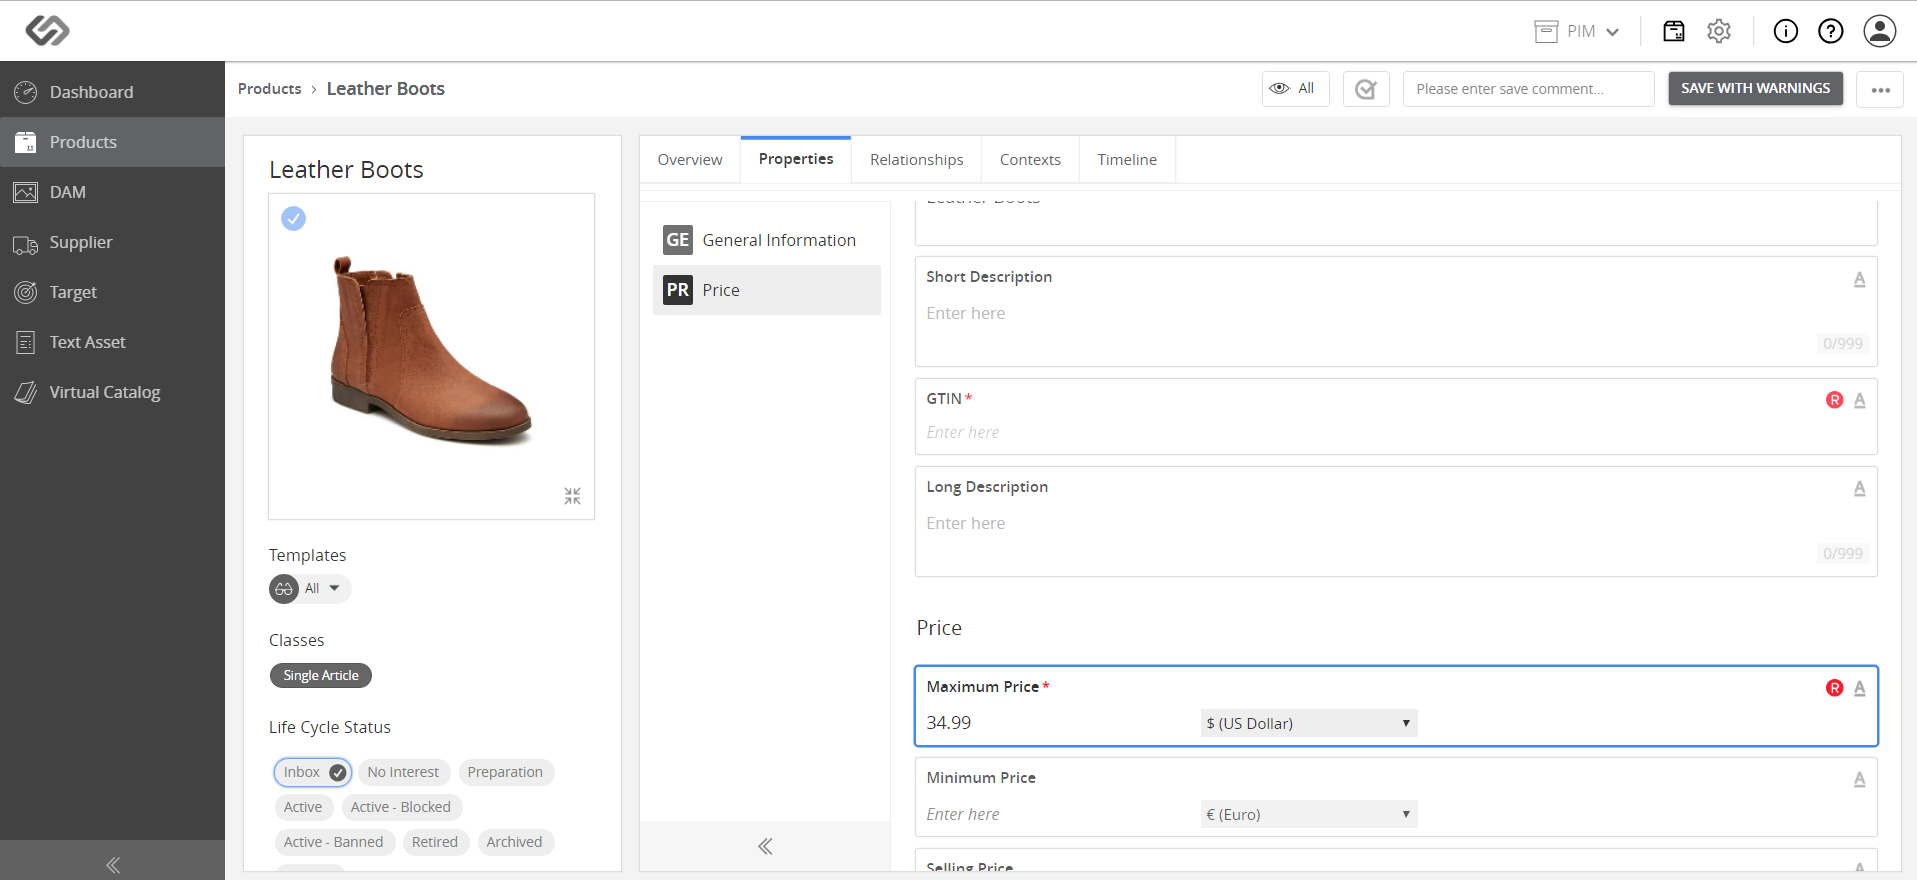 PIM
Dashboard
Products
DAM
Supplier
Target
Text Asset
Virtual Catalog
Products › Leather Boots
All
Please enter save comment...
SAVE WITH WARNINGS
Leather Boots
Templates
All
Classes
Single Article
Life Cycle Status
Inbox No Interest Preparation
Active Active - Blocked
Active - Banned Retired Archived
Overview Properties Relationships Contexts Timeline
GE General Information
PR Price
Leather Boots
Short Description A
Enter here
0/999
GTIN * R A
Enter here
Long Description A
Enter here
0/999
Price
Maximum Price * R A
34.99 $ (US Dollar)
Minimum Price A
Enter here € (Euro)
Selling Price A